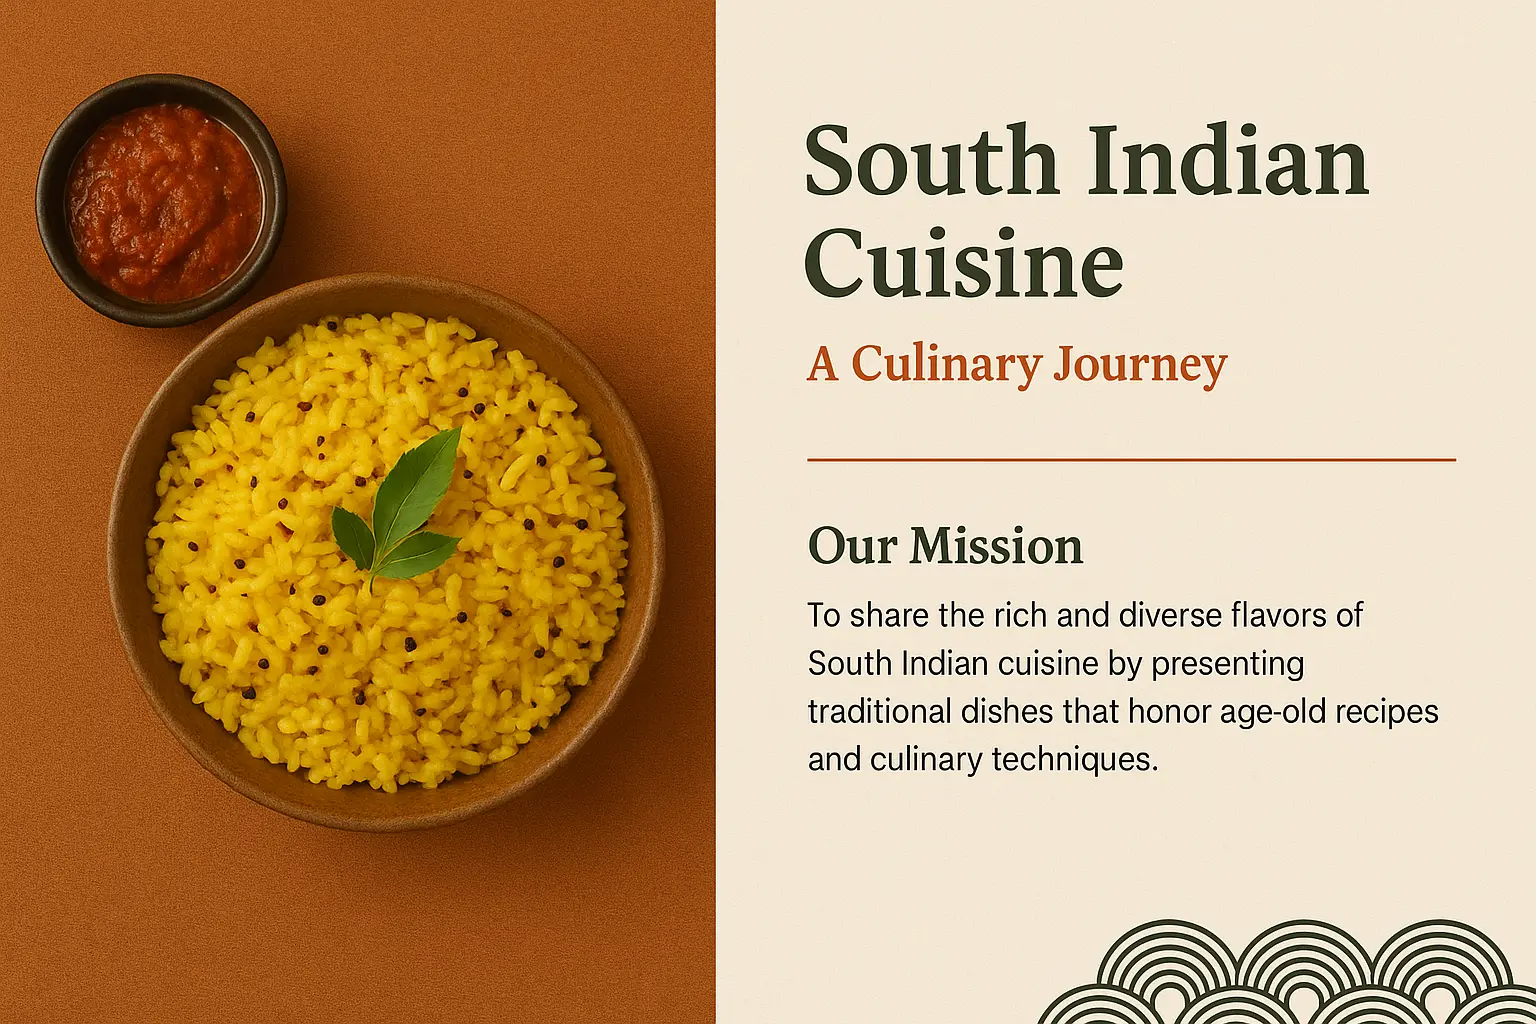 South Indian
Cuisine
A Culinary Journey
Our Mission
To share the rich and diverse flavors of
South Indian cuisine by presenting
traditional dishes that honor age-old recipes
and culinary techniques.